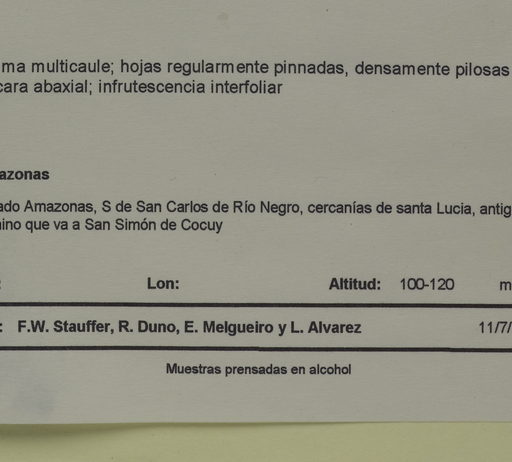 ma multicaule; hojas regularmente pinnadas, densamente pilosas
cara abaxial; infrutescencia interfoliar
azonas
ado Amazonas, S de San Carlos de Río Negro, cercanías de santa Lucia, antig
ino que va a San Simón de Cocuy
: Lon: Altitud: 100-120 m
: F.W. Stauffer, R. Duno, E. Melgueiro y L. Alvarez 11/7/
Muestras prensadas en alcohol